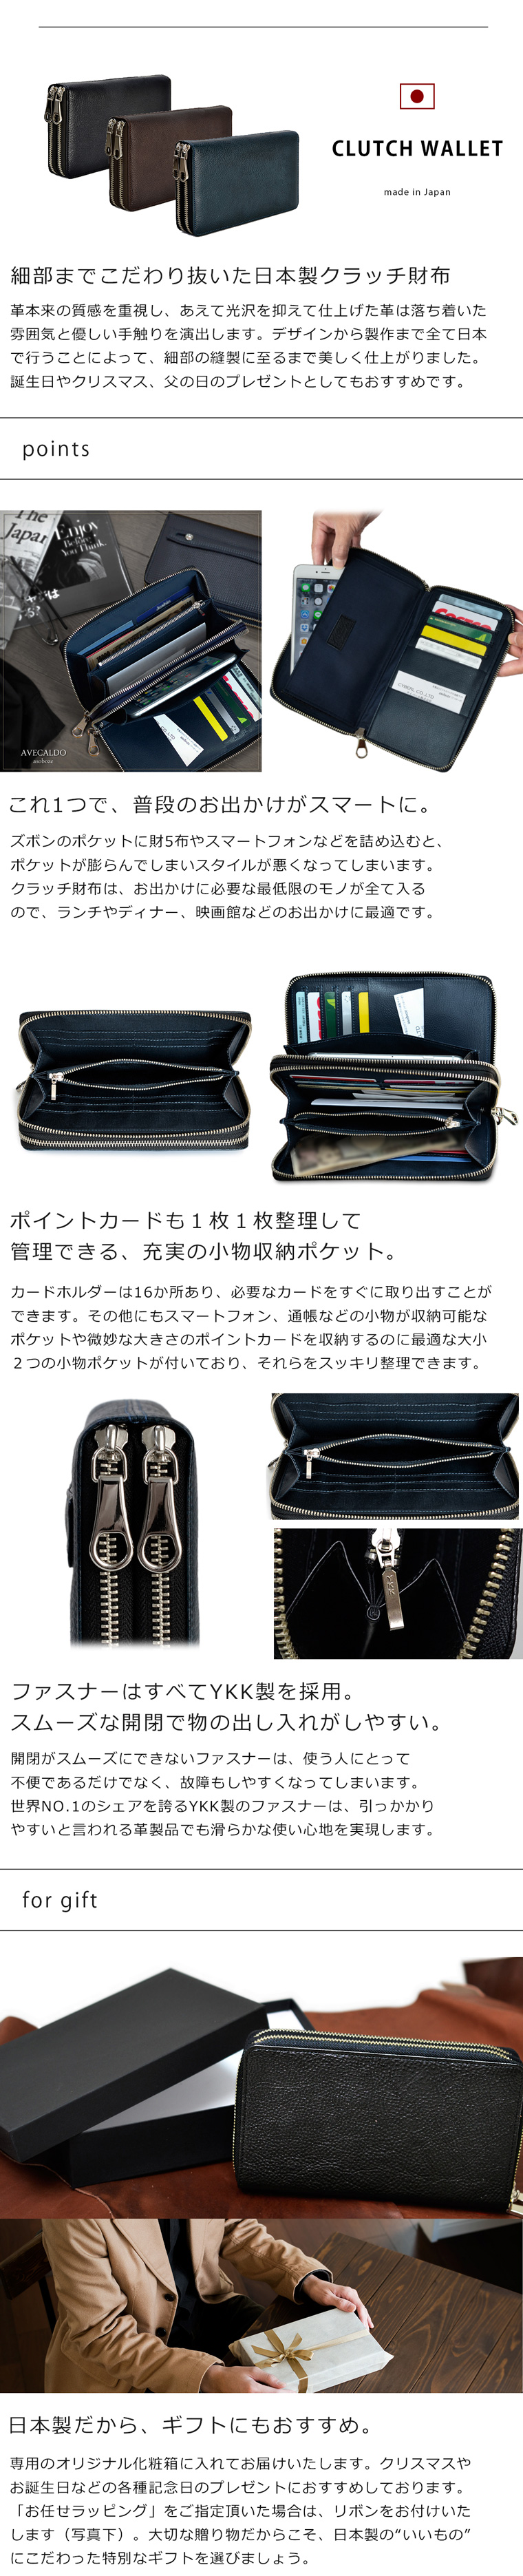 CLUTCH WALLET
made in Japan
細部までこだわり抜いた日本製クラッチ財布
革本来の質感を重視し、あえて光沢を抑えて仕上げた革は落ち着いた
雰囲気と優しい手触りを演出します。デザインから製作まで全て日本
で行うことによって、細部の縫製に至るまで美しく仕上がりました。
誕生日やクリスマス、父の日のプレゼントとしてもおすすめです。
points
The
Japan
Enjoy
You Think.
AVECALDO
これ1つで、普段のお出かけがスマートに。
ズボンのポケットに財5布やスマートフォンなどを詰め込むと、
ポケットが膨らんでしまいスタイルが悪くなってしまいます。
クラッチ財布は、お出かけに必要な最低限のモノが全て入る
ので、ランチやディナー、映画館などのお出かけに最適です。
ポイントカードも１枚１枚整理して
管理できる、充実の小物収納ポケット。
カードホルダーは16か所あり、必要なカードをすぐに取り出すことが
できます。その他にもスマートフォン、通帳などの小物が収納可能な
ポケットや微妙な大きさのポイントカードを収納するのに最適な大小
２つの小物ポケットが付いており、それらをスッキリ整理できます。
YKK
ファスナーはすべてYKK製を採用。
スムーズな開閉で物の出し入れがしやすい。
開閉がスムーズにできないファスナーは、使う人にとって
不便であるだけでなく、故障もしやすくなってしまいます。
世界NO.1のシェアを誇るYKK製のファスナーは、引っかかり
やすいと言われる革製品でも滑らかな使い心地を実現します。
for gift
日本製だから、ギフトにもおすすめ。
専用のオリジナル化粧箱に入れてお届けいたします。クリスマスや
お誕生日などの各種記念日のプレゼントにおすすめしております。
「お任せラッピング」をご指定頂いた場合は、リボンをお付けいた
します（写真下）。大切な贈り物だからこそ、日本製の“いいもの”
にこだわった特別なギフトを選びましょう。